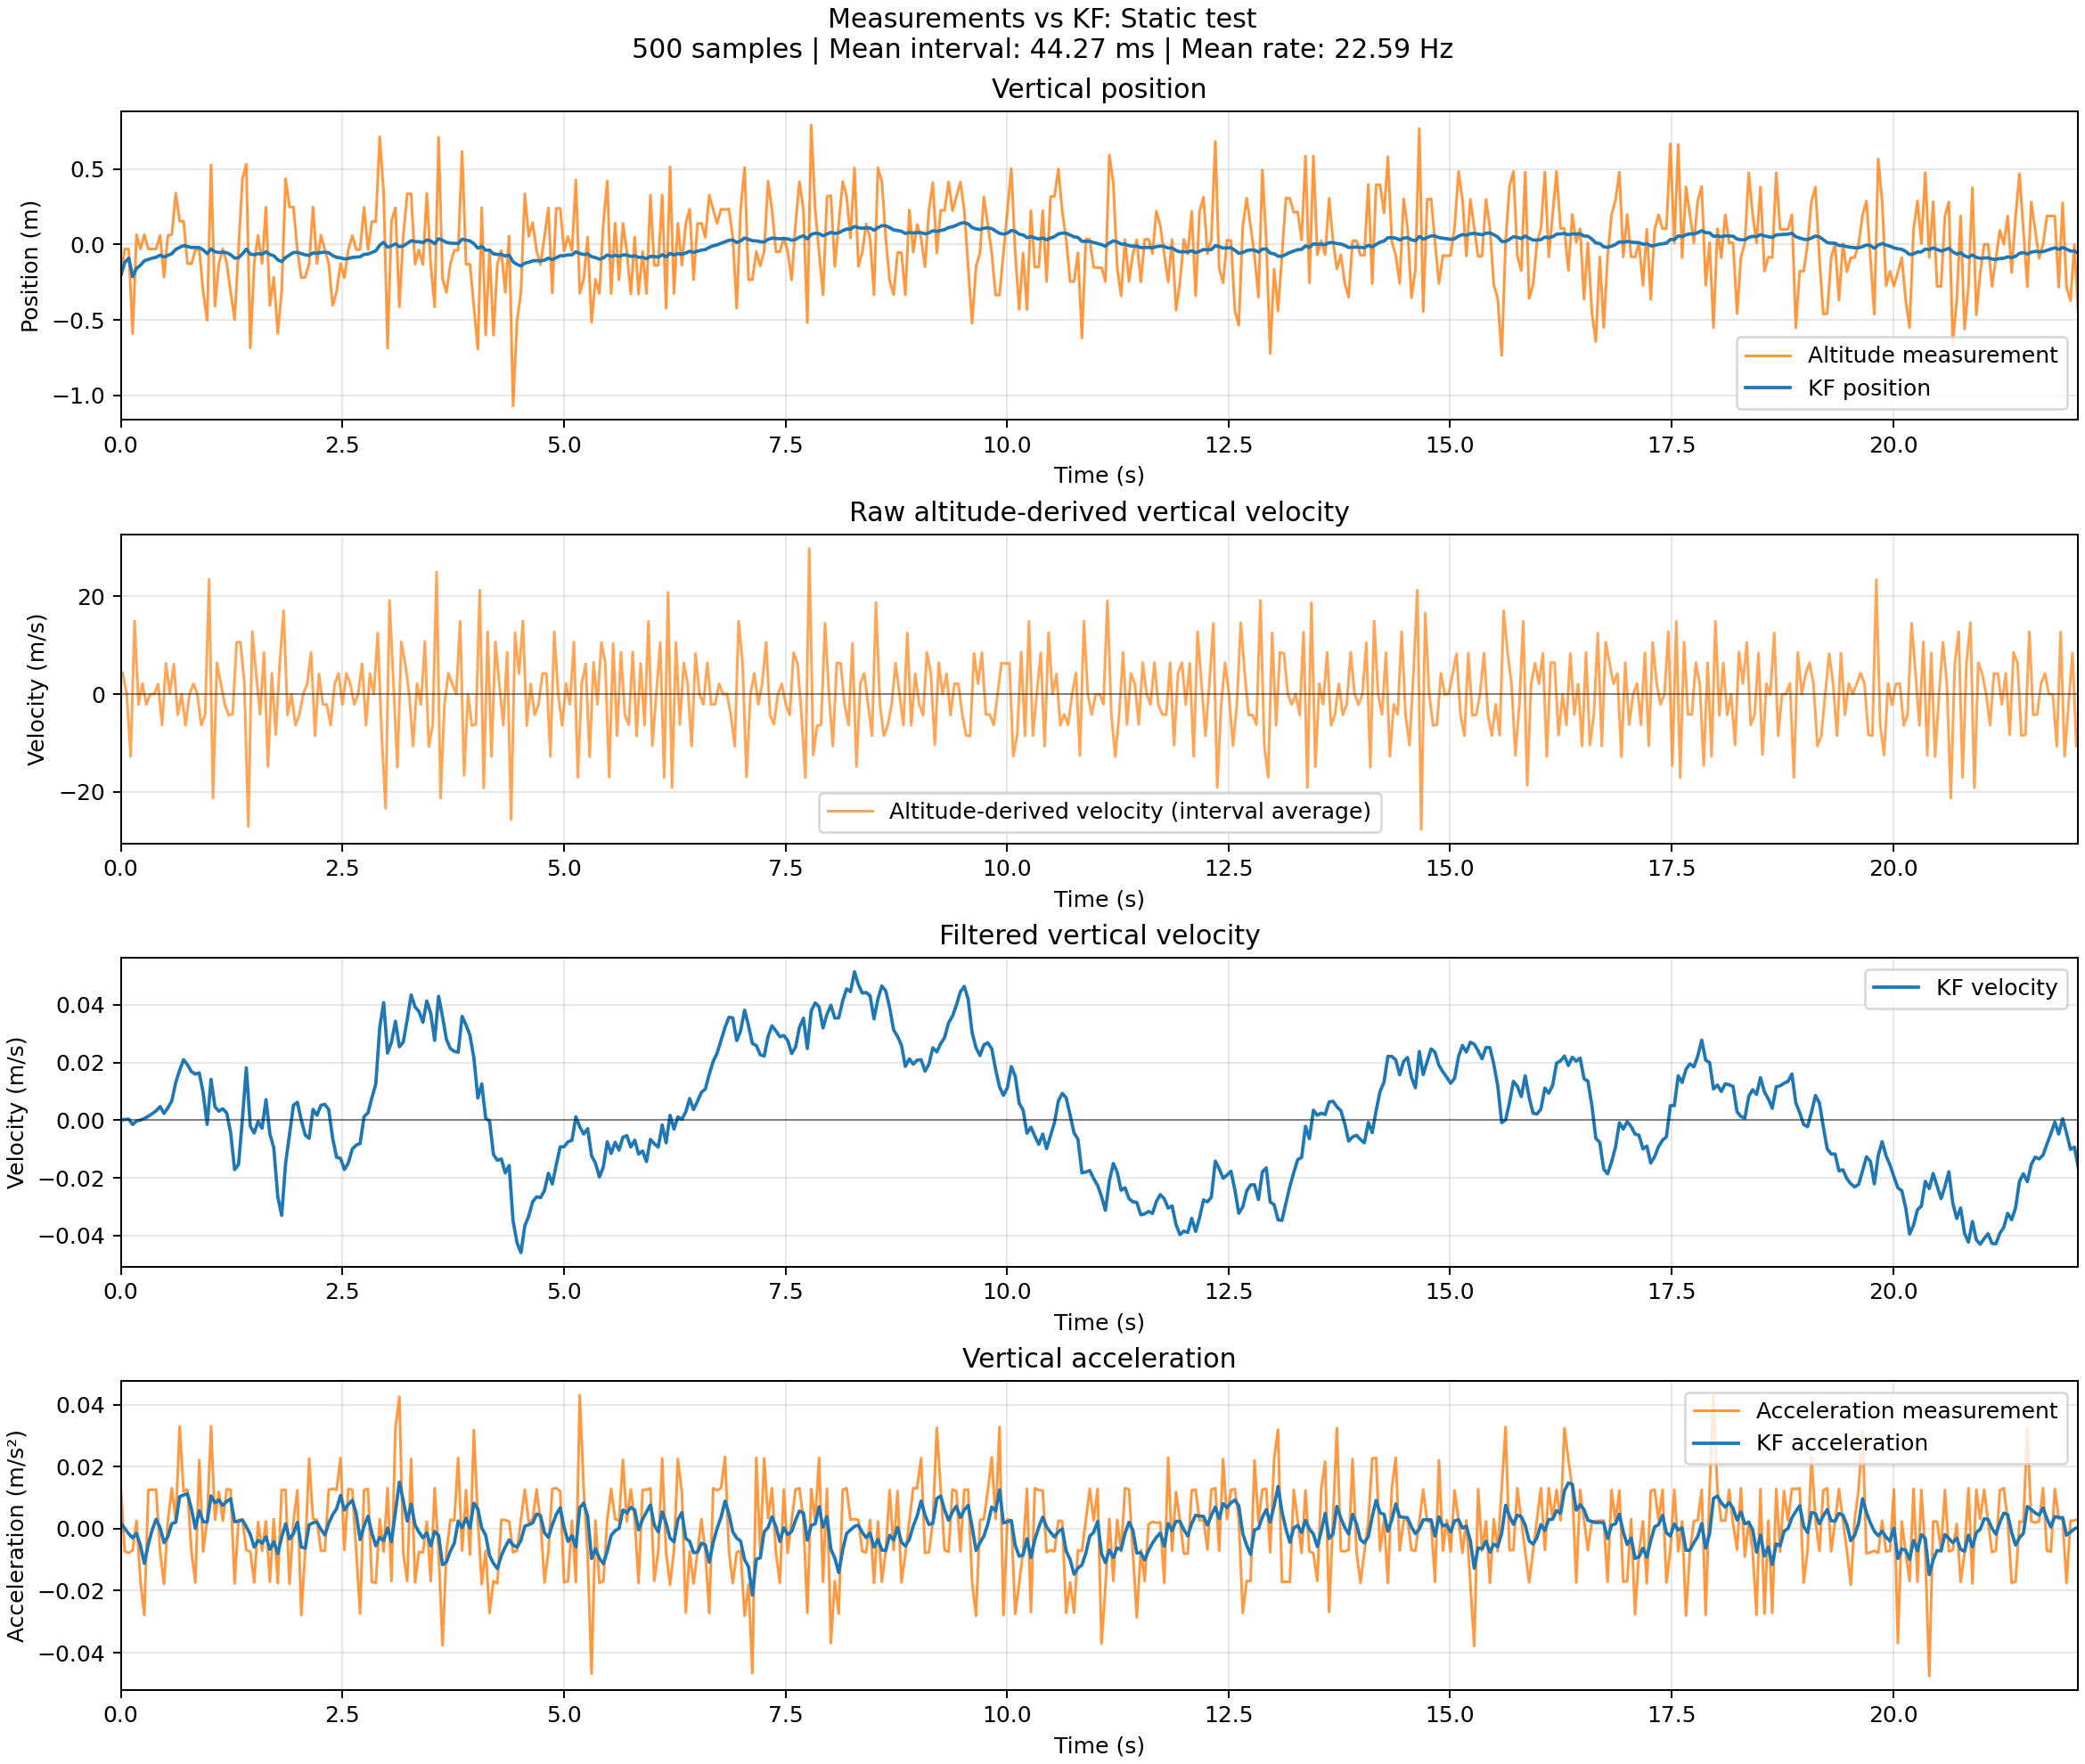 Measurements vs KF: Static test
500 samples | Mean interval: 44.27 ms | Mean rate: 22.59 Hz
Vertical position
Position (m)
0.5
0.0
−0.5
−1.0
Altitude measurement
KF position
0.0 2.5 5.0 7.5 10.0 12.5 15.0 17.5 20.0
Time (s)
Raw altitude-derived vertical velocity
Velocity (m/s)
20
0
−20
Altitude-derived velocity (interval average)
0.0 2.5 5.0 7.5 10.0 12.5 15.0 17.5 20.0
Time (s)
Filtered vertical velocity
Velocity (m/s)
0.04
0.02
0.00
−0.02
−0.04
KF velocity
0.0 2.5 5.0 7.5 10.0 12.5 15.0 17.5 20.0
Time (s)
Vertical acceleration
Acceleration (m/s²)
0.04
0.02
0.00
−0.02
−0.04
Acceleration measurement
KF acceleration
0.0 2.5 5.0 7.5 10.0 12.5 15.0 17.5 20.0
Time (s)